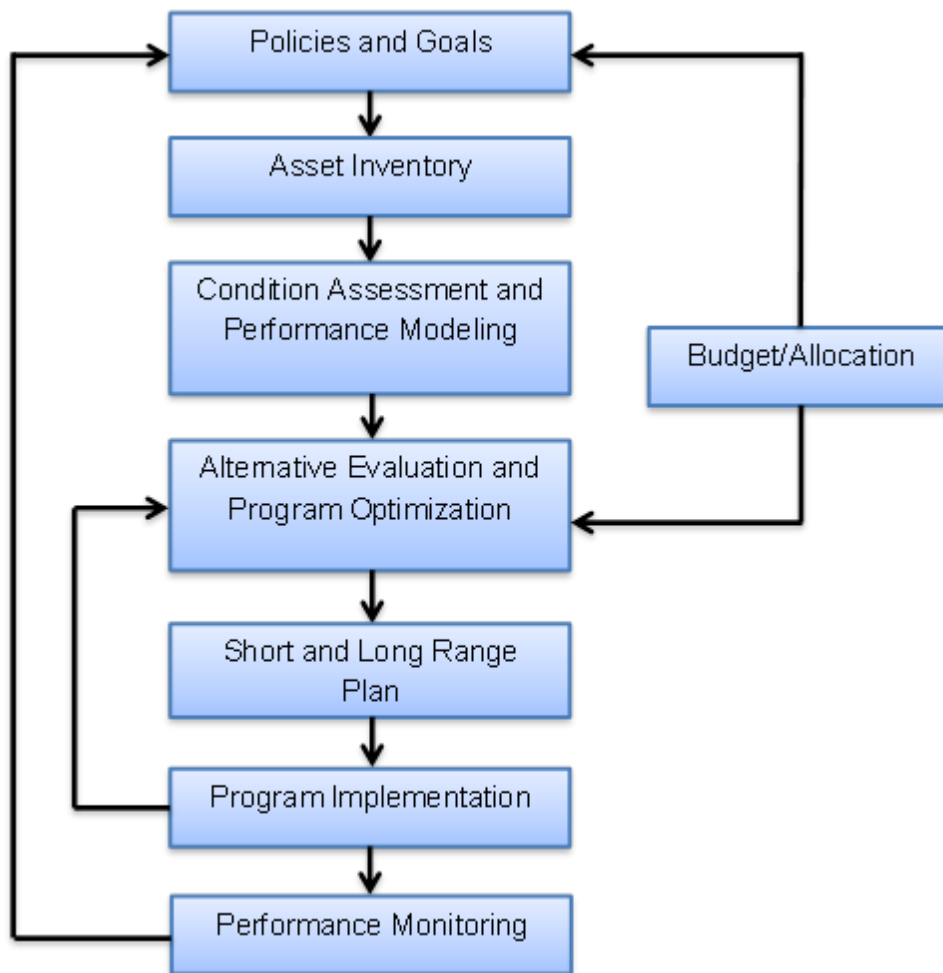 Policies and Goals
Asset Inventory
Condition Assessment and
Performance Modeling
Budget/Allocation
Alternative Evaluation and
Program Optimization
Short and Long Range
Plan
Program Implementation
Performance Monitoring